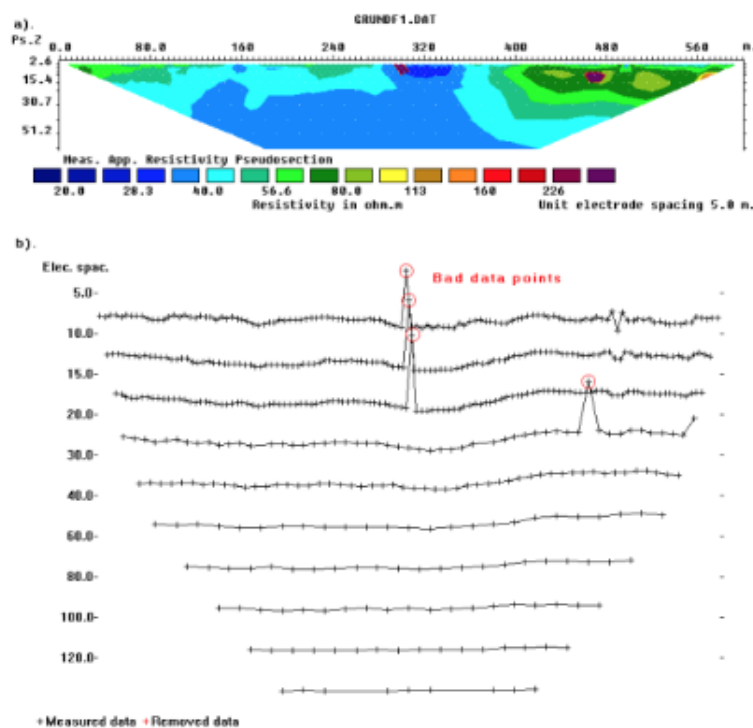 GRUNDF1.DAT
a).
Ps.Z 0.0 80.0 160 240 320 400 480 560 m.
2.6
15.4
30.7
51.2
Meas. App. Resistivity Pseudosection
20.0 28.3 40.0 56.6 80.0 113 160 226
Resistivity in ohm.m Unit electrode spacing 5.0 m.
b).
Elec. spac.
Bad data points
5.0-
10.0
15.0
20.0
30.0
40.0
60.0-
80.0
100.0-
120.0-
+Measured data +Removed data